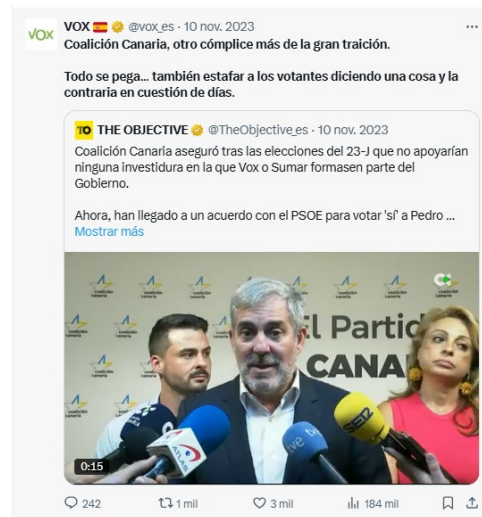 VOX
VOX @vox_es · 10 nov. 2023
Coalición Canaria, otro cómplice más de la gran traición.
Todo se pega... también estafar a los votantes diciendo una cosa y la
contraria en cuestión de días.
TO THE OBJECTIVE @TheObjective_es · 10 nov. 2023
Coalición Canaria aseguró tras las elecciones del 23-J que no apoyarían
ninguna investidura en la que Vox o Sumar formasen parte del
Gobierno.
Ahora, han llegado a un acuerdo con el PSOE para votar 'sí' a Pedro ...
Mostrar más
El Partid
CANA
ATLAS
tve
SER
0:15
242
1 mil
3 mil
184 mil